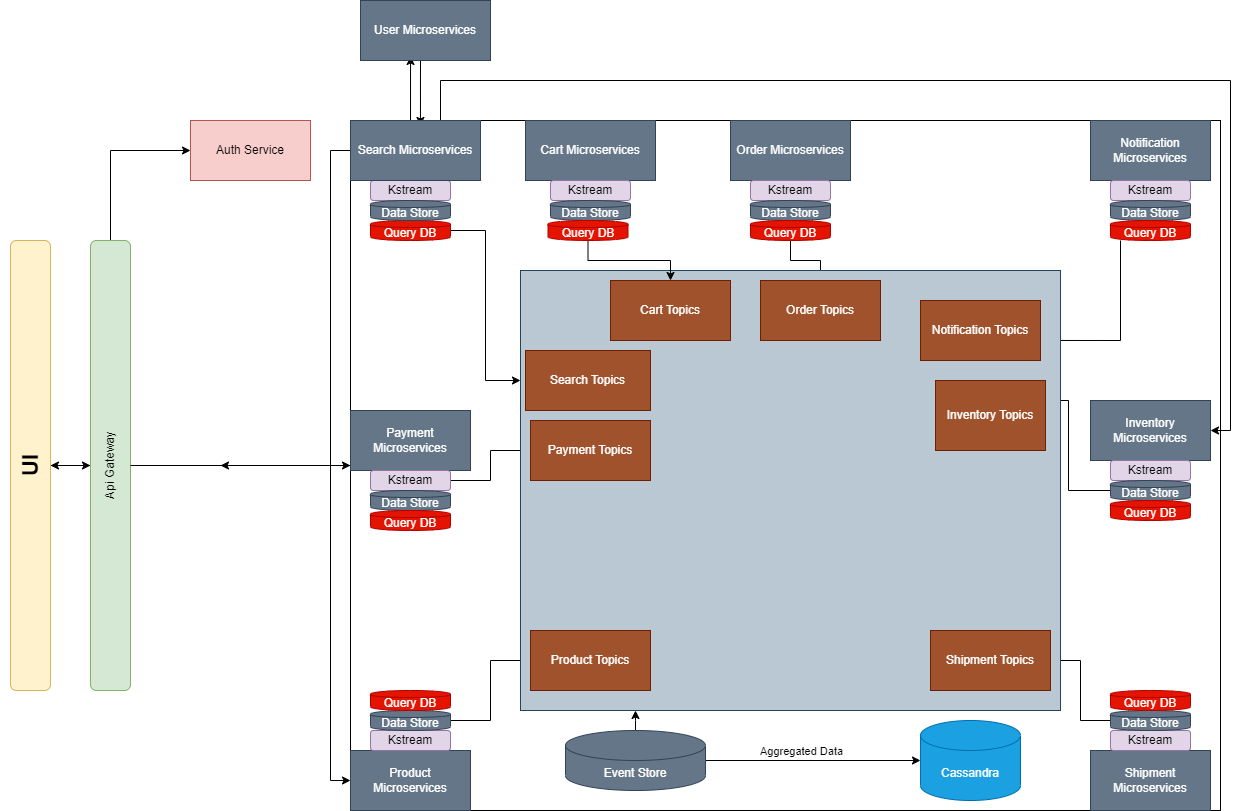 User Microservices
Auth Service
Search Microservices
Cart Microservices
Order Microservices
Notification
Microservices
Kstream
Data Store
Query DB
Kstream
Data Store
Query DB
Kstream
Data Store
Query DB
Kstream
Data Store
Query DB
UI
Api Gateway
Cart Topics
Order Topics
Notification Topics
Search Topics
Inventory Topics
Payment Topics
Payment
Microservices
Kstream
Data Store
Query DB
Inventory
Microservices
Kstream
Data Store
Query DB
Product Topics
Shipment Topics
Query DB
Data Store
Kstream
Product
Microservices
Event Store
Aggregated Data
Cassandra
Query DB
Data Store
Kstream
Shipment
Microservices